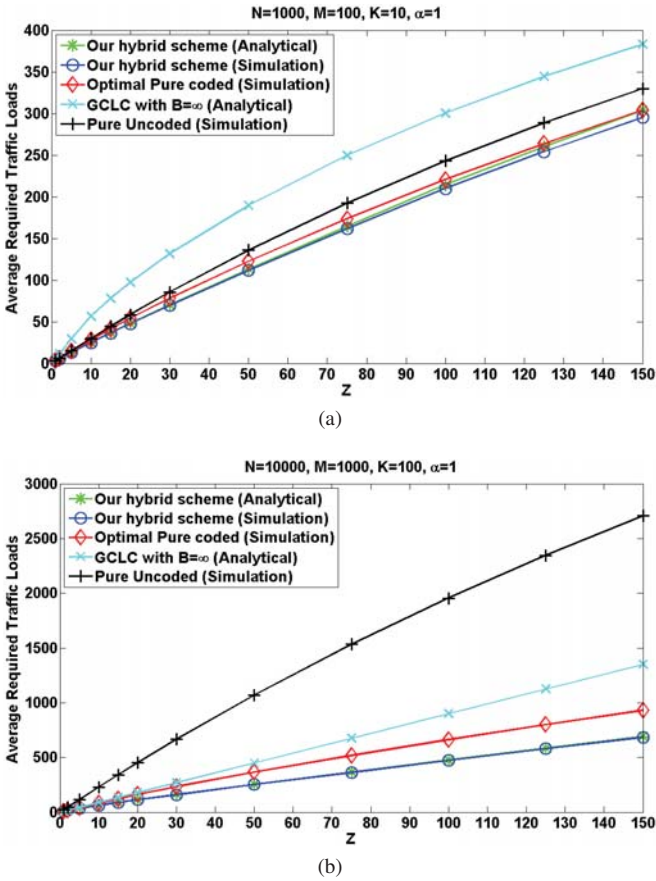 N=1000, M=100, K=10, α=1
Average Required Traffic Loads
400
350
300
250
200
150
100
50
0
Our hybrid scheme (Analytical)
Our hybrid scheme (Simulation)
Optimal Pure coded (Simulation)
GCLC with B=∞ (Analytical)
Pure Uncoded (Simulation)
0 10 20 30 40 50 60 70 80 90 100 110 120 130 140 150
Z
(a)
N=10000, M=1000, K=100, α=1
Average Required Traffic Loads
3000
2500
2000
1500
1000
500
0
Our hybrid scheme (Analytical)
Our hybrid scheme (Simulation)
Optimal Pure coded (Simulation)
GCLC with B=∞ (Analytical)
Pure Uncoded (Simulation)
0 10 20 30 40 50 60 70 80 90 100 110 120 130 140 150
Z
(b)